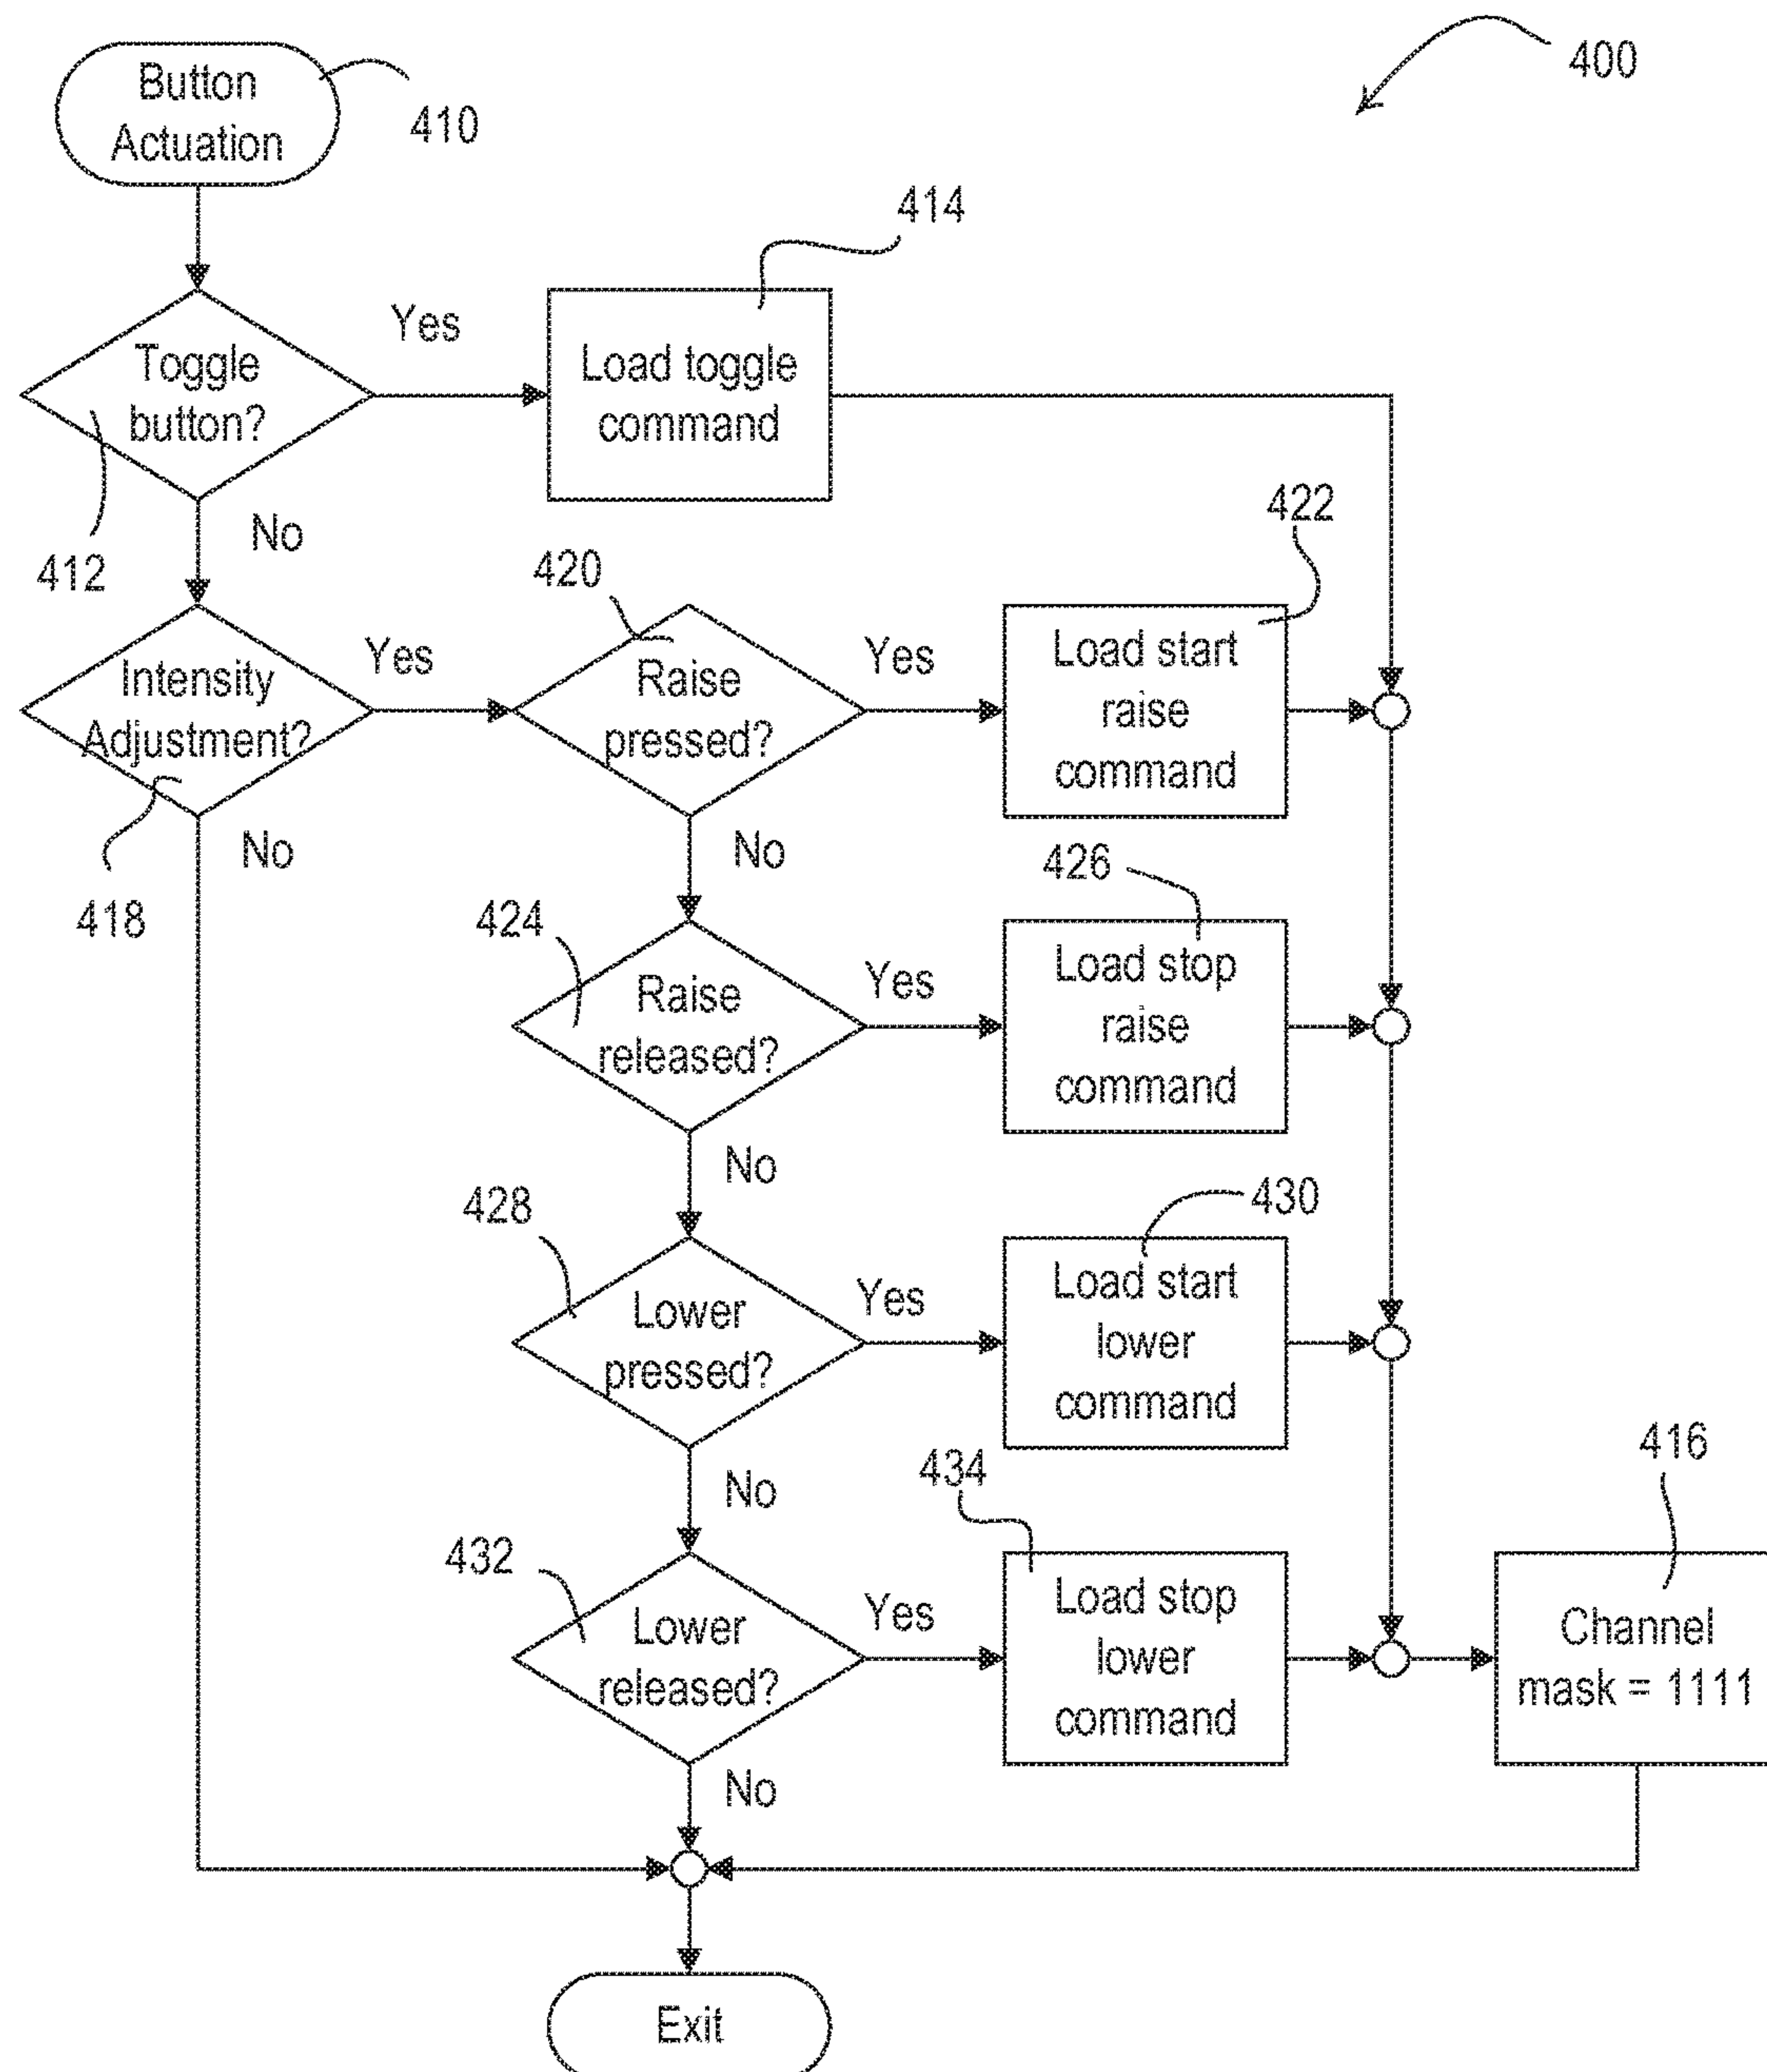 400
Button
Actuation
410
414
Toggle
button?
Yes
Load toggle
command
412
No
422
420
Intensity
Adjustment?
Yes
Raise
pressed?
Yes
Load start
raise
command
418
No
No
426
424
Raise
released?
Yes
Load stop
raise
command
No
430
428
Lower
pressed?
Yes
Load start
lower
command
No
434
416
432
Lower
released?
Yes
Load stop
lower
command
Channel
mask = 1111
No
Exit